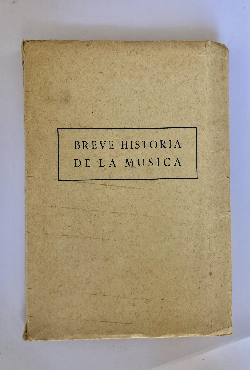 BREVE HISTORIA
DE LA MUSICA